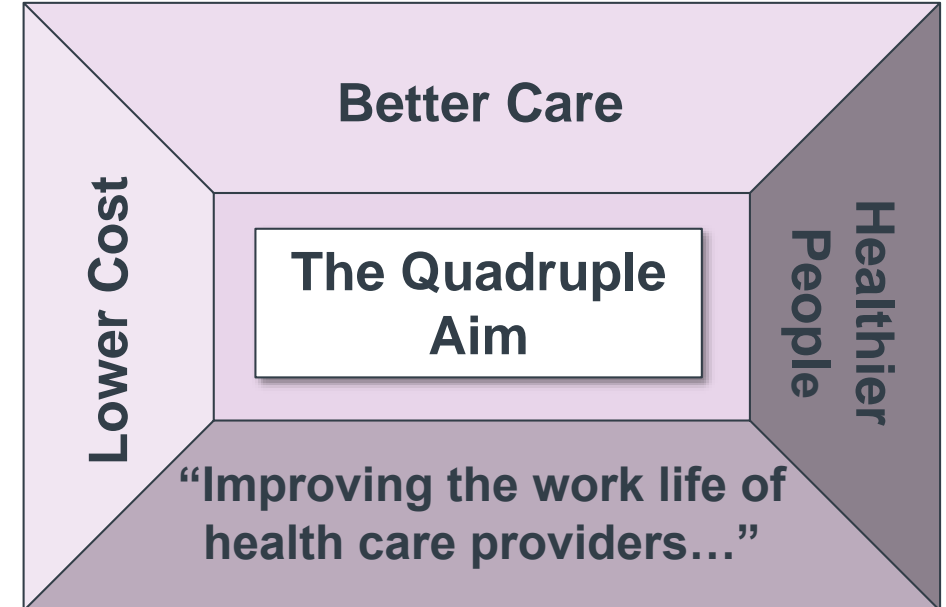 Better Care
Lower Cost
The Quadruple
Aim
Healthier
People
“Improving the work life of
health care providers…”